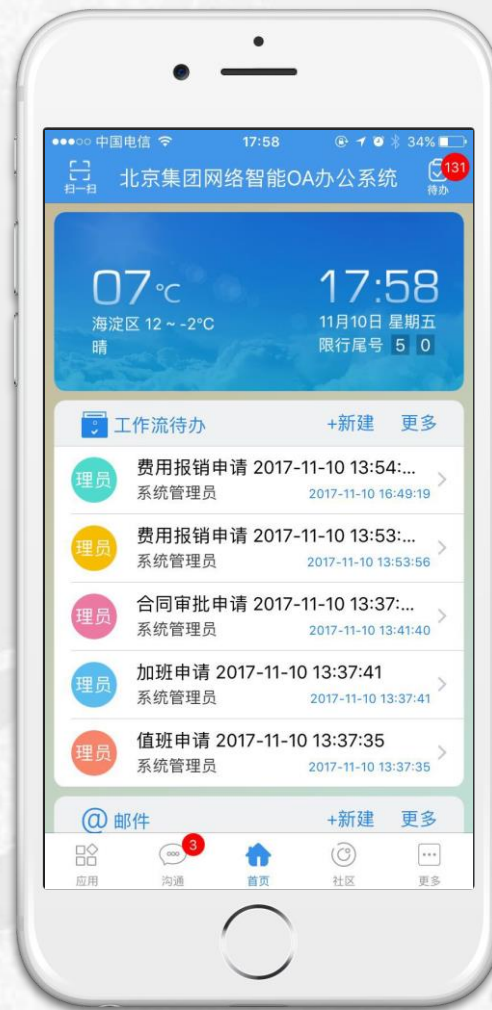 中国电信 17:58 34%
扫一扫 北京集团网络智能OA办公系统 131 待办
07℃ 17:58
海淀区 12 ~ -2°C 11月10日 星期五
晴 限行尾号 5 0
工作流待办 +新建 更多
理员 费用报销申请 2017-11-10 13:54:...
系统管理员 2017-11-10 16:49:19
理员 费用报销申请 2017-11-10 13:53:...
系统管理员 2017-11-10 13:53:56
理员 合同审批申请 2017-11-10 13:37:...
系统管理员 2017-11-10 13:41:40
理员 加班申请 2017-11-10 13:37:41
系统管理员 2017-11-10 13:37:41
理员 值班申请 2017-11-10 13:37:35
系统管理员 2017-11-10 13:37:35
@ 邮件 +新建 更多
3
应用 沟通 首页 社区 更多